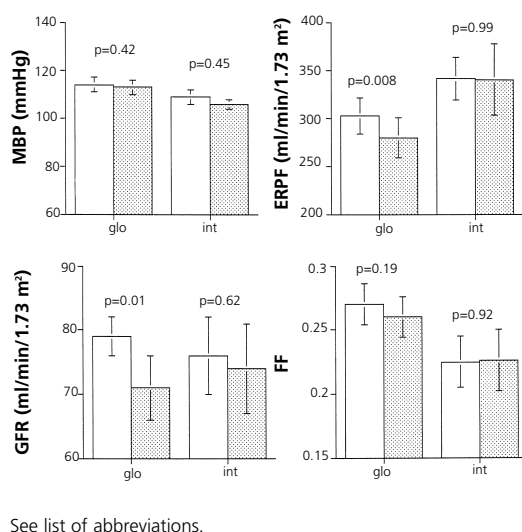 MBP (mmHg)
140
120
100
80
60
p=0.42
p=0.45
glo
int
ERPF (ml/min/1.73 m²)
400
350
300
250
200
p=0.008
p=0.99
glo
int
GFR (ml/min/1.73 m²)
90
80
70
60
p=0.01
p=0.62
glo
int
FF
0.3
0.25
0.2
0.15
p=0.19
p=0.92
glo
int
See list of abbreviations.